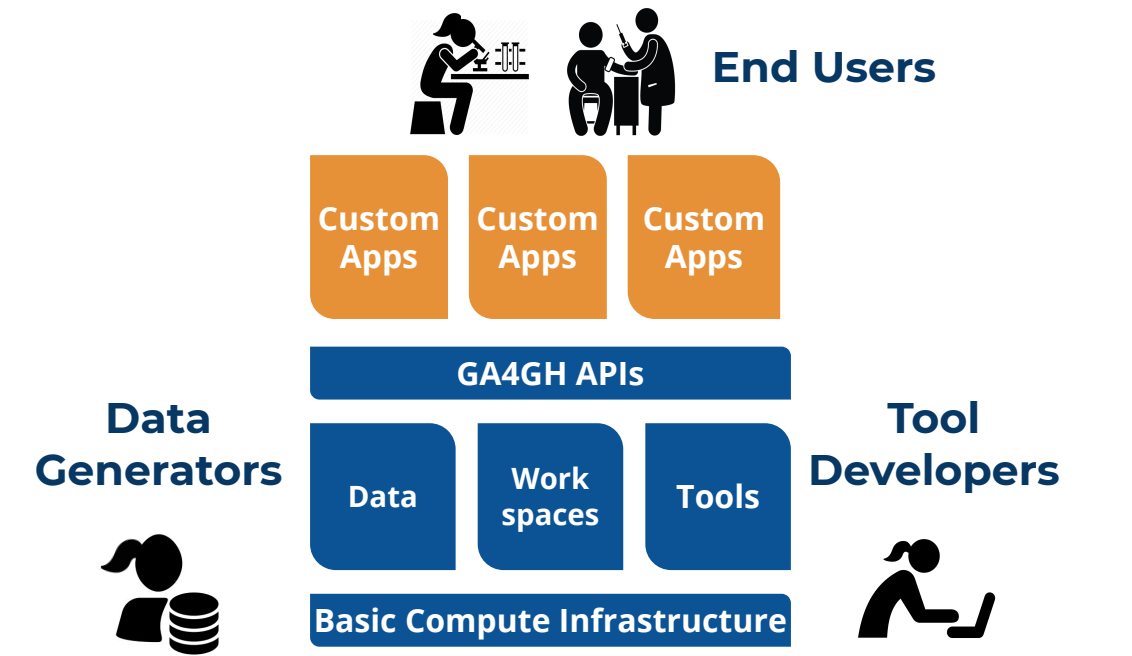 End Users
Custom
Apps
Custom
Apps
Custom
Apps
GA4GH APIs
Data
Generators
Data
Work
spaces
Tools
Tool
Developers
Basic Compute Infrastructure